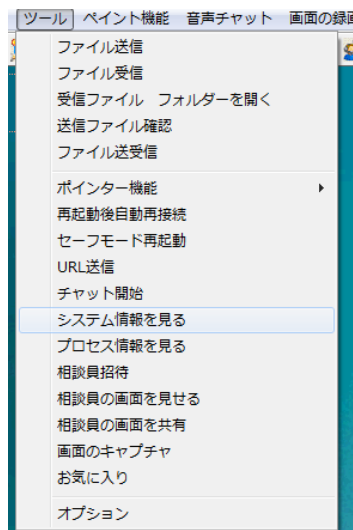 ツール ペイント機能 音声チャット 画面の録画
ファイル送信
ファイル受信
受信ファイル　フォルダーを開く
送信ファイル確認
ファイル送受信
ポインター機能
再起動後自動再接続
セーフモード再起動
URL送信
チャット開始
システム情報を見る
プロセス情報を見る
相談員招待
相談員の画面を見せる
相談員の画面を共有
画面のキャプチャ
お気に入り
オプション